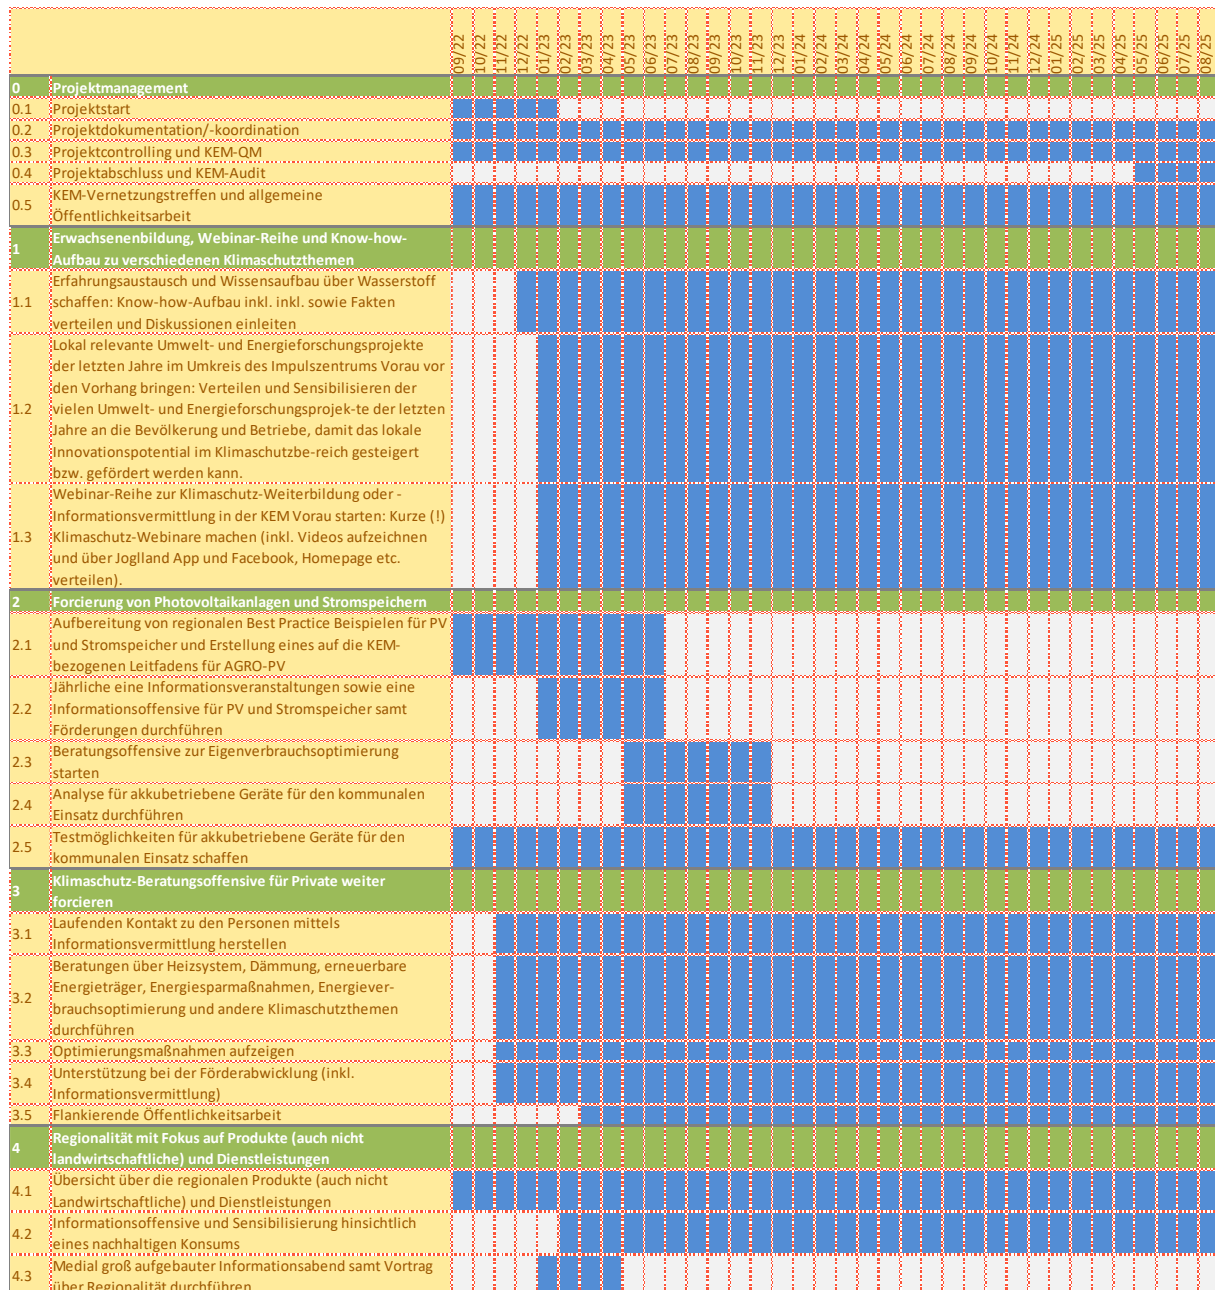 09/22 10/22 11/22 12/22 01/23 02/23 03/23 04/23 05/23 06/23 07/23 08/23 09/23 10/23 11/23 12/23 01/24 02/24 03/24 04/24 05/24 06/24 07/24 08/24 09/24 10/24 11/24 12/24 01/25 02/25 03/25 04/25 05/25 06/25 07/25 08/25
0 Projektmanagement
0.1 Projektstart
0.2 Projektdokumentation/-koordination
0.3 Projektcontrolling und KEM-QM
0.4 Projektabschluss und KEM-Audit
0.5 KEM-Vernetzungstreffen und allgemeine
Öffentlichkeitsarbeit
1 Erwachsenenbildung, Webinar-Reihe und Know-how-
Aufbau zu verschiedenen Klimaschutzthemen
1.1 Erfahrungsaustausch und Wissensaufbau über Wasserstoff
schaffen: Know-how-Aufbau inkl. inkl. sowie Fakten
verteilen und Diskussionen einleiten
1.2 Lokal relevante Umwelt- und Energieforschungsprojekte
der letzten Jahre im Umkreis des Impulszentrums Vorau vor
den Vorhang bringen: Verteilen und Sensibilisieren der
vielen Umwelt- und Energieforschungsprojek-te der letzten
Jahre an die Bevölkerung und Betriebe, damit das lokale
Innovationspotential im Klimaschutzbe-reich gesteigert
bzw. gefördert werden kann.
1.3 Webinar-Reihe zur Klimaschutz-Weiterbildung oder -
Informationsvermittlung in der KEM Vorau starten: Kurze (!)
Klimaschutz-Webinare machen (inkl. Videos aufzeichnen
und über Joglland App und Facebook, Homepage etc.
verteilen).
2 Forcierung von Photovoltaikanlagen und Stromspeichern
2.1 Aufbereitung von regionalen Best Practice Beispielen für PV
und Stromspeicher und Erstellung eines auf die KEM-
bezogenen Leitfadens für AGRO-PV
2.2 Jährliche eine Informationsveranstaltungen sowie eine
Informationsoffensive für PV und Stromspeicher samt
Förderungen durchführen
2.3 Beratungsoffensive zur Eigenverbrauchsoptimierung
starten
2.4 Analyse für akkubetriebene Geräte für den kommunalen
Einsatz durchführen
2.5 Testmöglichkeiten für akkubetriebene Geräte für den
kommunalen Einsatz schaffen
3 Klimaschutz-Beratungsoffensive für Private weiter
forcieren
3.1 Laufenden Kontakt zu den Personen mittels
Informationsvermittlung herstellen
3.2 Beratungen über Heizsystem, Dämmung, erneuerbare
Energieträger, Energiesparmaßnahmen, Energiever-
brauchsoptimierung und andere Klimaschutzthemen
durchführen
3.3 Optimierungsmaßnahmen aufzeigen
3.4 Unterstützung bei der Förderabwicklung (inkl.
Informationsvermittlung)
3.5 Flankierende Öffentlichkeitsarbeit
4 Regionalität mit Fokus auf Produkte (auch nicht
landwirtschaftliche) und Dienstleistungen
4.1 Übersicht über die regionalen Produkte (auch nicht
Landwirtschaftliche) und Dienstleistungen
4.2 Informationsoffensive und Sensibilisierung hinsichtlich
eines nachhaltigen Konsums
4.3 Medial groß aufgebauter Informationsabend samt Vortrag
über Regionalität durchführen